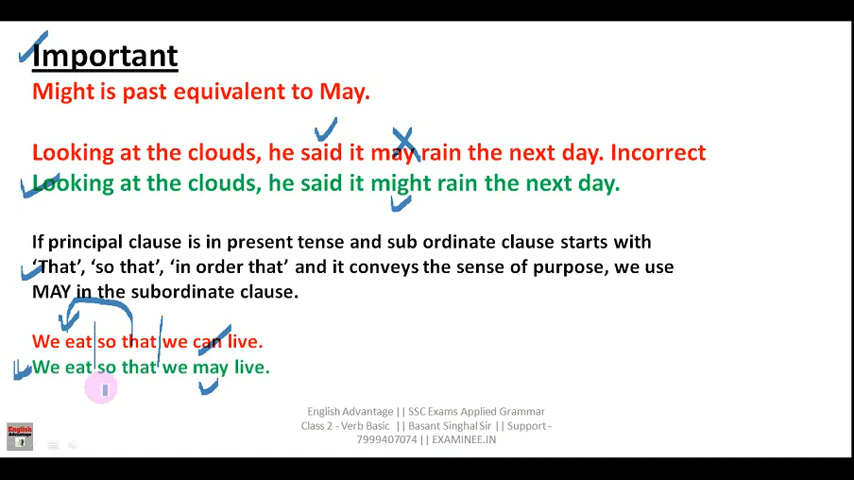 Important
Might is past equivalent to May.
Looking at the clouds, he said it may rain the next day. Incorrect
Looking at the clouds, he said it might rain the next day.
If principal clause is in present tense and sub ordinate clause starts with
‘That’, ‘so that’, ‘in order that’ and it conveys the sense of purpose, we use
MAY in the subordinate clause.
We eat so that we can live.
We eat so that we may live.
English Advantage || SSC Exams Applied Grammar
Class 2 - Verb Basic || Basant Singhal Sir || Support -
7999407074 || EXAMINEE.IN
English
Advantage